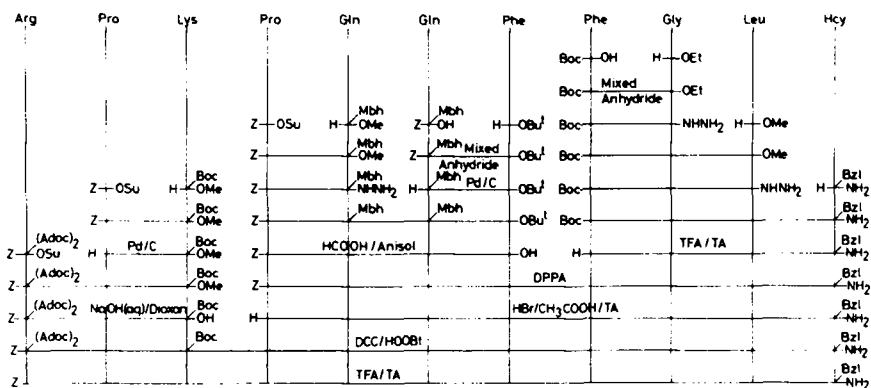 Arg Pro Lys Pro Gln Gln Phe Phe Gly Leu Hcy
Boc OH H OEt
Boc Mixed Anhydride OEt
Z OSu H Mbh OMe Z Mbh OH H OBuᵗ Boc NHNH₂ H OMe
Z Mbh OMe Z Mbh Mixed Anhydride OBuᵗ Boc OMe
Z OSu H Boc OMe Z Mbh NHNH₂ H Mbh Pd/C OBuᵗ Boc NHNH₂ H Bzl NH₂
Z Boc OMe Z Mbh Mbh OBuᵗ Boc Bzl NH₂
Z (Adoc)₂ OSu H Pd/C Boc OMe Z HCOOH/Anisol OH H TFA/TA Bzl NH₂
Z (Adoc)₂ Boc OMe Z DPPA Bzl NH₂
Z (Adoc)₂ NaOH(aq)/Dioxan Boc OH H HBr/CH₃COOH/TA Bzl NH₂
Z (Adoc)₂ Boc DCC/HOOBt Bzl NH₂
Z TFA/TA Bzl NH₂